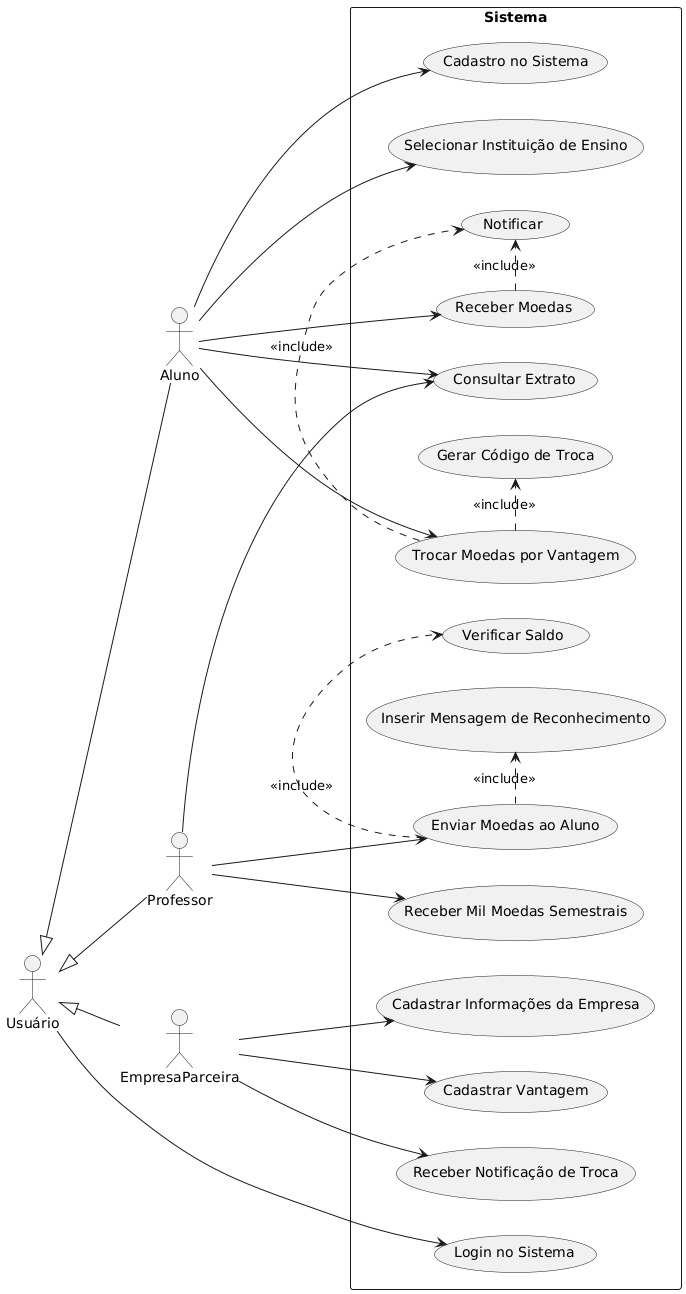 Sistema
Cadastro no Sistema
Selecionar Instituição de Ensino
Notificar
«include»
Receber Moedas
«include»
Aluno
Consultar Extrato
Gerar Código de Troca
«include»
Trocar Moedas por Vantagem
Verificar Saldo
Inserir Mensagem de Reconhecimento
«include»
«include»
Enviar Moedas ao Aluno
Professor
Receber Mil Moedas Semestrais
Usuário
Cadastrar Informações da Empresa
EmpresaParceira
Cadastrar Vantagem
Receber Notificação de Troca
Login no Sistema